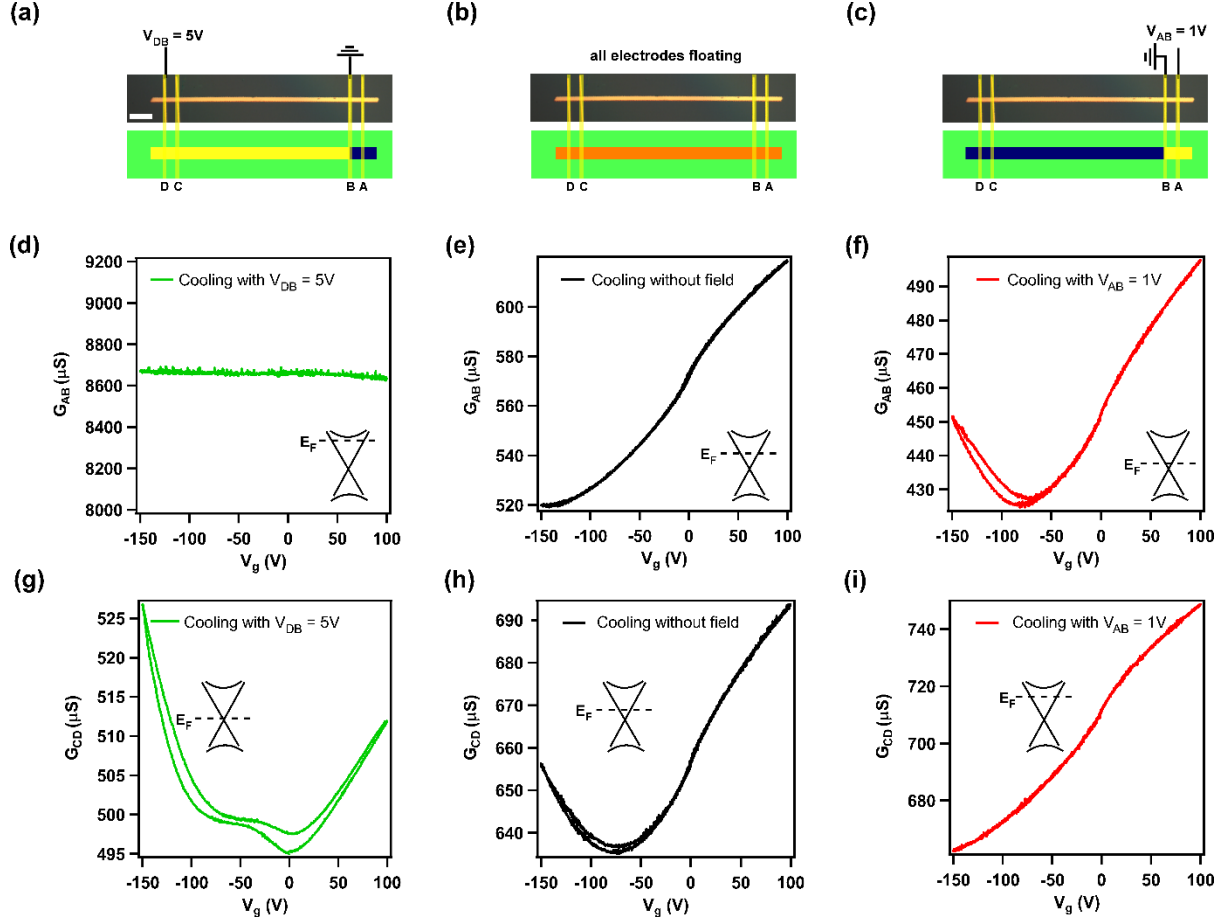 (a)
V_DB = 5V
D C B A
(b)
all electrodes floating
D C B A
(c)
V_AB = 1V
D C B A
(d)
G_AB (µS)
9200
9000
8800
8600
8400
8200
8000
Cooling with V_DB = 5V
E_F
-150 -100 -50 0 50 100
V_g (V)
(e)
G_AB (µS)
600
580
560
540
520
Cooling without field
E_F
-150 -100 -50 0 50 100
V_g (V)
(f)
G_AB (µS)
490
480
470
460
450
440
430
Cooling with V_AB = 1V
E_F
-150 -100 -50 0 50 100
V_g (V)
(g)
G_CD (µS)
525
520
515
510
505
500
495
Cooling with V_DB = 5V
E_F
-150 -100 -50 0 50 100
V_g (V)
(h)
G_CD (µS)
690
680
670
660
650
640
Cooling without field
E_F
-150 -100 -50 0 50 100
V_g (V)
(i)
G_CD (µS)
740
720
700
680
Cooling with V_AB = 1V
E_F
-150 -100 -50 0 50 100
V_g (V)